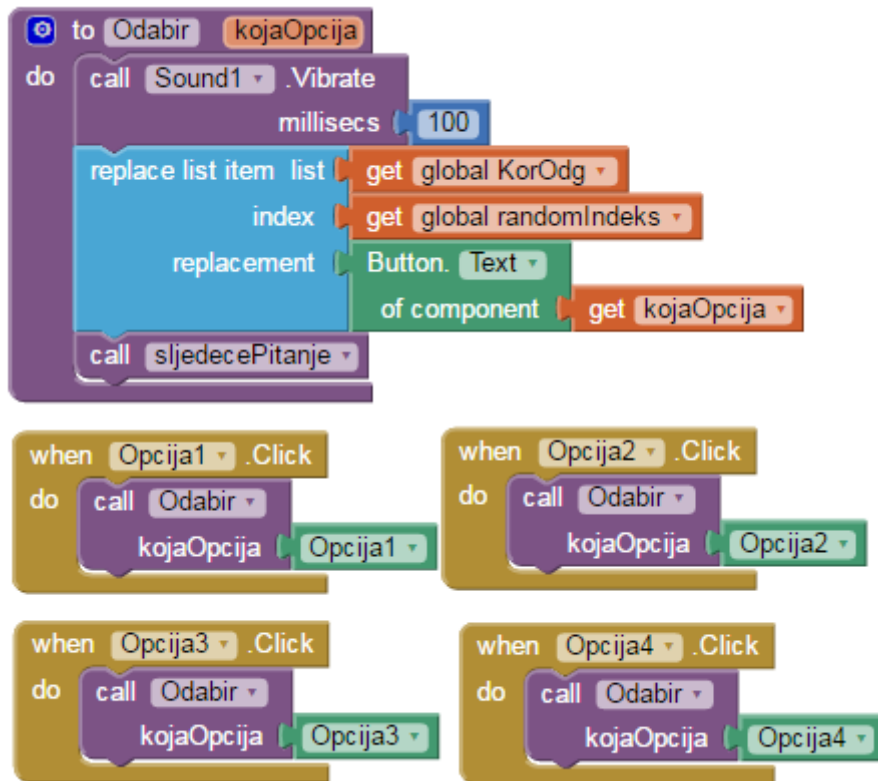 to Odabir kojaOpcija
do call Sound1 .Vibrate
millisecs 100
replace list item list get global KorOdg
index get global randomIndeks
replacement Button. Text
of component get kojaOpcija
call sljedecePitanje
when Opcija1 .Click
do call Odabir
kojaOpcija Opcija1
when Opcija2 .Click
do call Odabir
kojaOpcija Opcija2
when Opcija3 .Click
do call Odabir
kojaOpcija Opcija3
when Opcija4 .Click
do call Odabir
kojaOpcija Opcija4